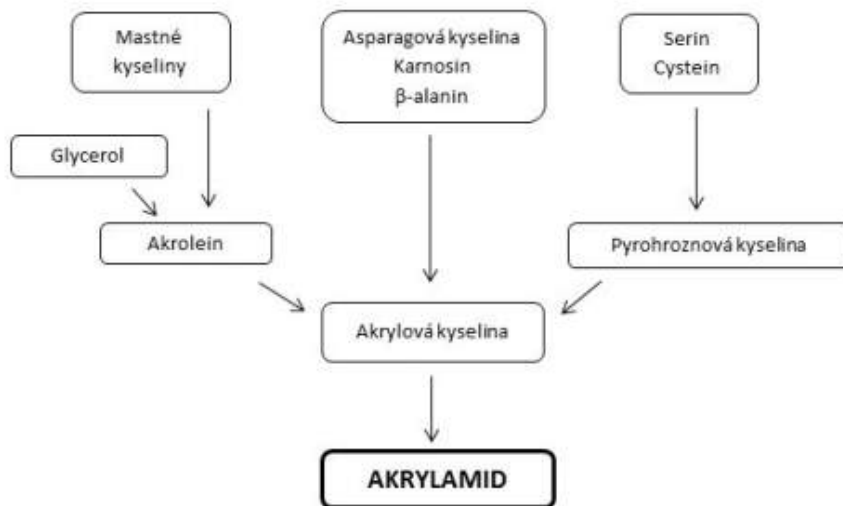 Mastné
kyseliny
Asparagová kyselina
Karnosin
β-alanin
Serin
Cystein
Glycerol
Akrolein
Pyrohroznová kyselina
Akrylová kyselina
AKRYLAMID